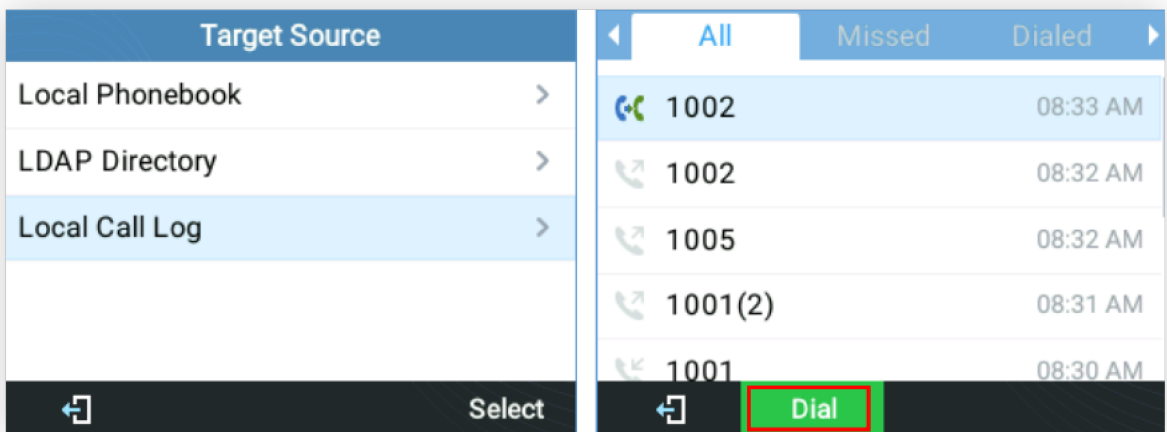 Target Source
Local Phonebook
LDAP Directory
Local Call Log
Select
All Missed Dialed
1002 08:33 AM
1002 08:32 AM
1005 08:32 AM
1001(2) 08:31 AM
1001 08:30 AM
Dial